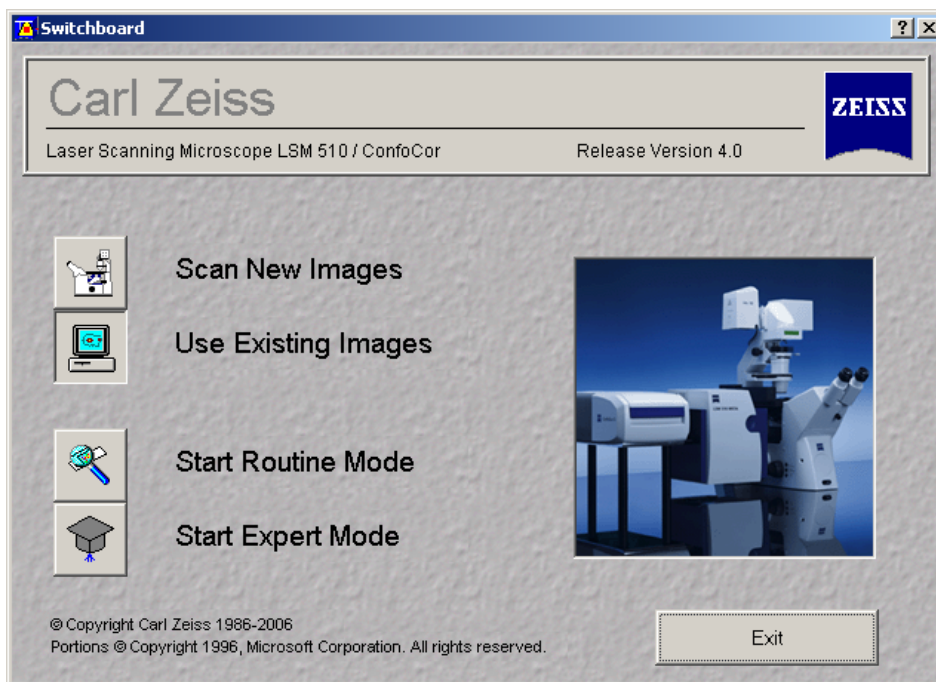 Switchboard
Carl Zeiss
ZEISS
Laser Scanning Microscope LSM 510 / ConfoCor
Release Version 4.0
Scan New Images
Use Existing Images
Start Routine Mode
Start Expert Mode
© Copyright Carl Zeiss 1986-2006
Portions © Copyright 1996, Microsoft Corporation. All rights reserved.
Exit